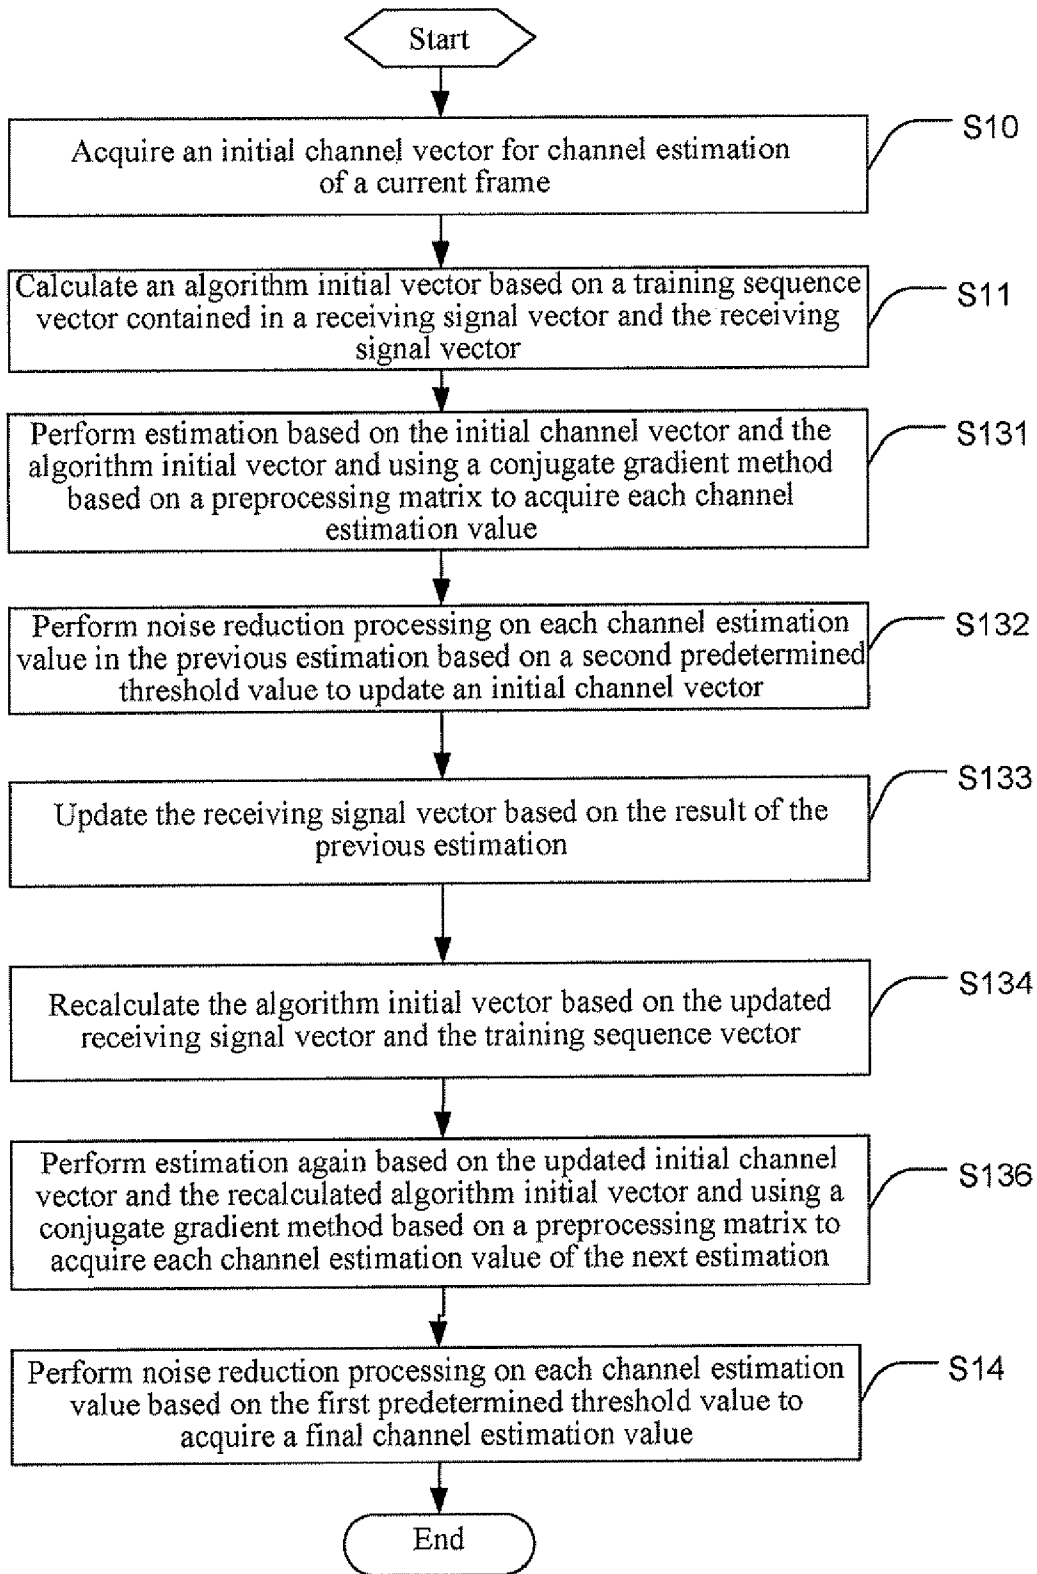 Start
Acquire an initial channel vector for channel estimation
of a current frame
S10
Calculate an algorithm initial vector based on a training sequence
vector contained in a receiving signal vector and the receiving
signal vector
S11
Perform estimation based on the initial channel vector and the
algorithm initial vector and using a conjugate gradient method
based on a preprocessing matrix to acquire each channel
estimation value
S131
Perform noise reduction processing on each channel estimation
value in the previous estimation based on a second predetermined
threshold value to update an initial channel vector
S132
Update the receiving signal vector based on the result of the
previous estimation
S133
Recalculate the algorithm initial vector based on the updated
receiving signal vector and the training sequence vector
S134
Perform estimation again based on the updated initial channel
vector and the recalculated algorithm initial vector and using a
conjugate gradient method based on a preprocessing matrix to
acquire each channel estimation value of the next estimation
S136
Perform noise reduction processing on each channel estimation
value based on the first predetermined threshold value to
acquire a final channel estimation value
S14
End